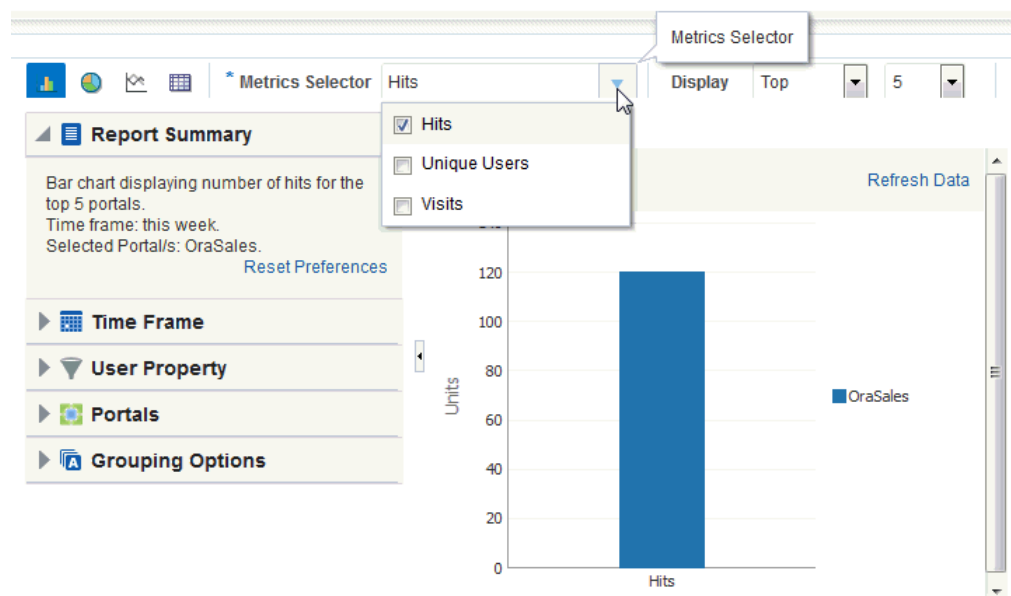 Metrics Selector
* Metrics Selector Hits Display Top 5
Hits
Unique Users
Visits
Report Summary
Bar chart displaying number of hits for the
top 5 portals.
Time frame: this week.
Selected Portal/s: OraSales.
Reset Preferences
Time Frame
User Property
Portals
Grouping Options
Refresh Data
120
100
80
60
40
20
0
Units
Hits
OraSales